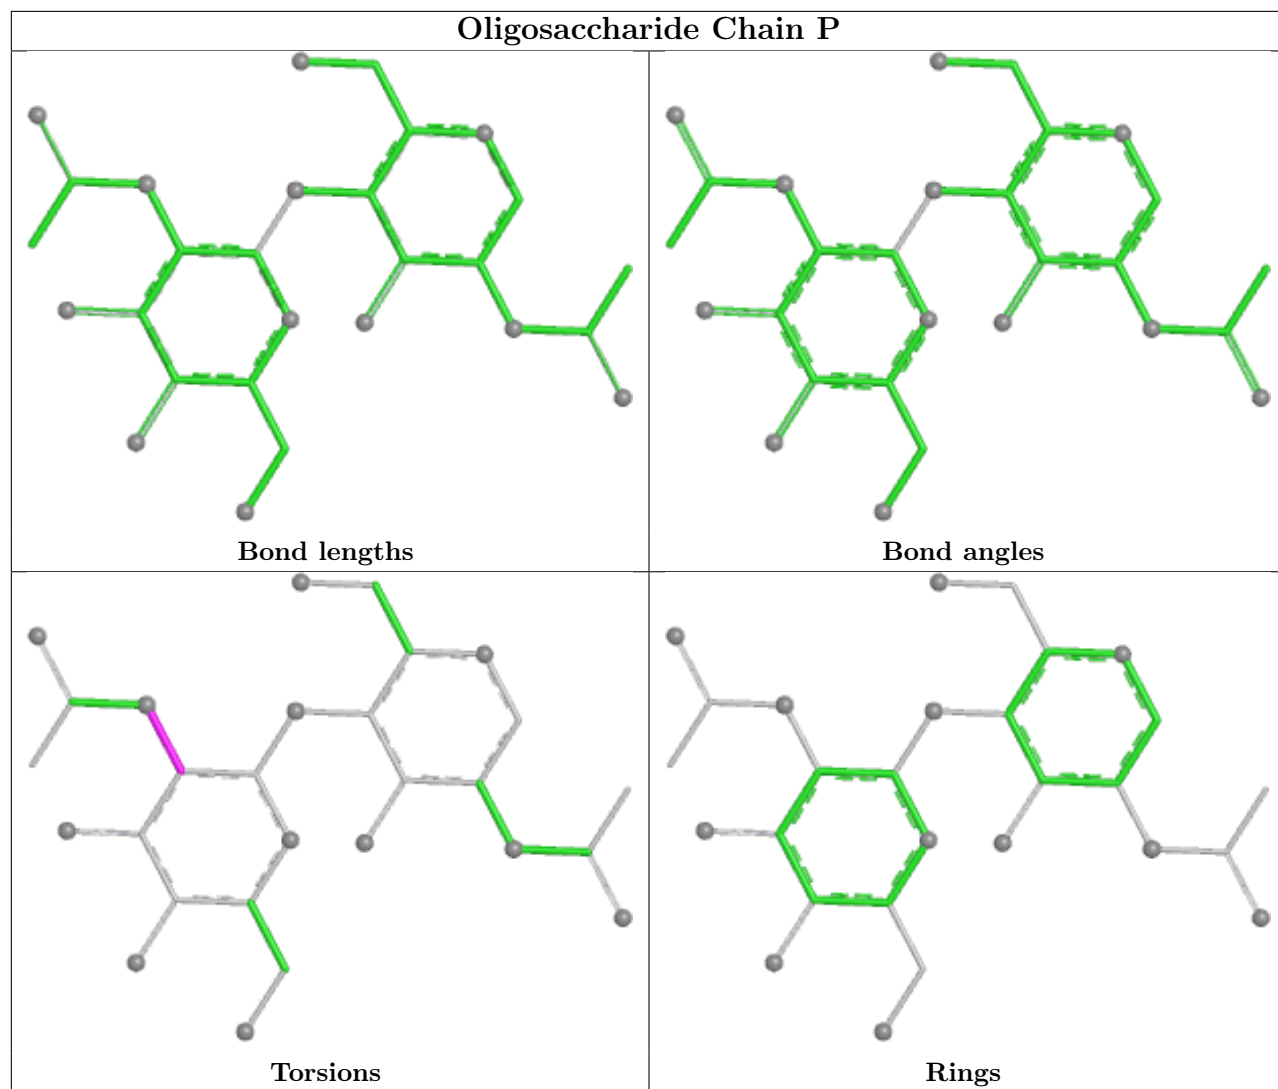 Oligosaccharide Chain P
Bond lengths
Bond angles
Torsions
Rings